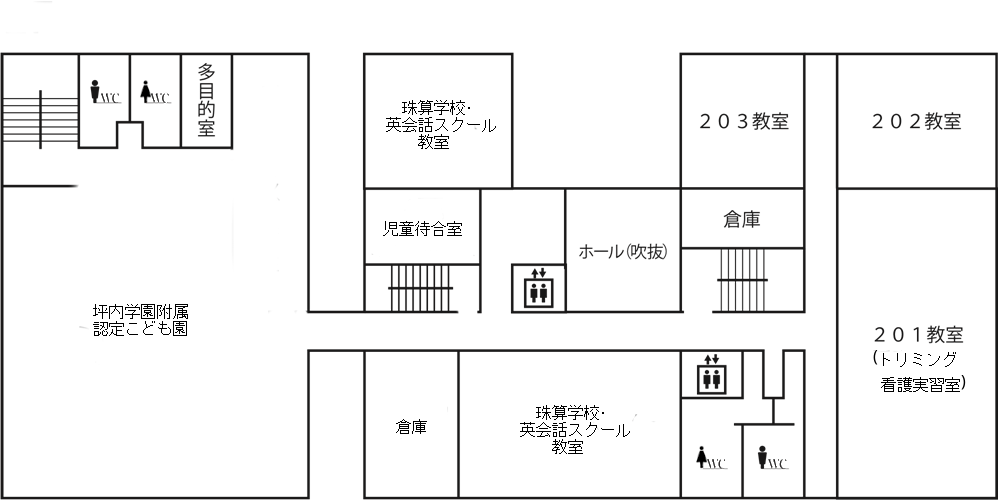 WC
WC
多目的室
珠算学校・
英会話スクール
教室
２０３教室
２０２教室
児童待合室
倉庫
ホール(吹抜)
坪内学園附属
認定こども園
２０１教室
(トリミング
看護実習室)
倉庫
珠算学校・
英会話スクール
教室
WC
WC